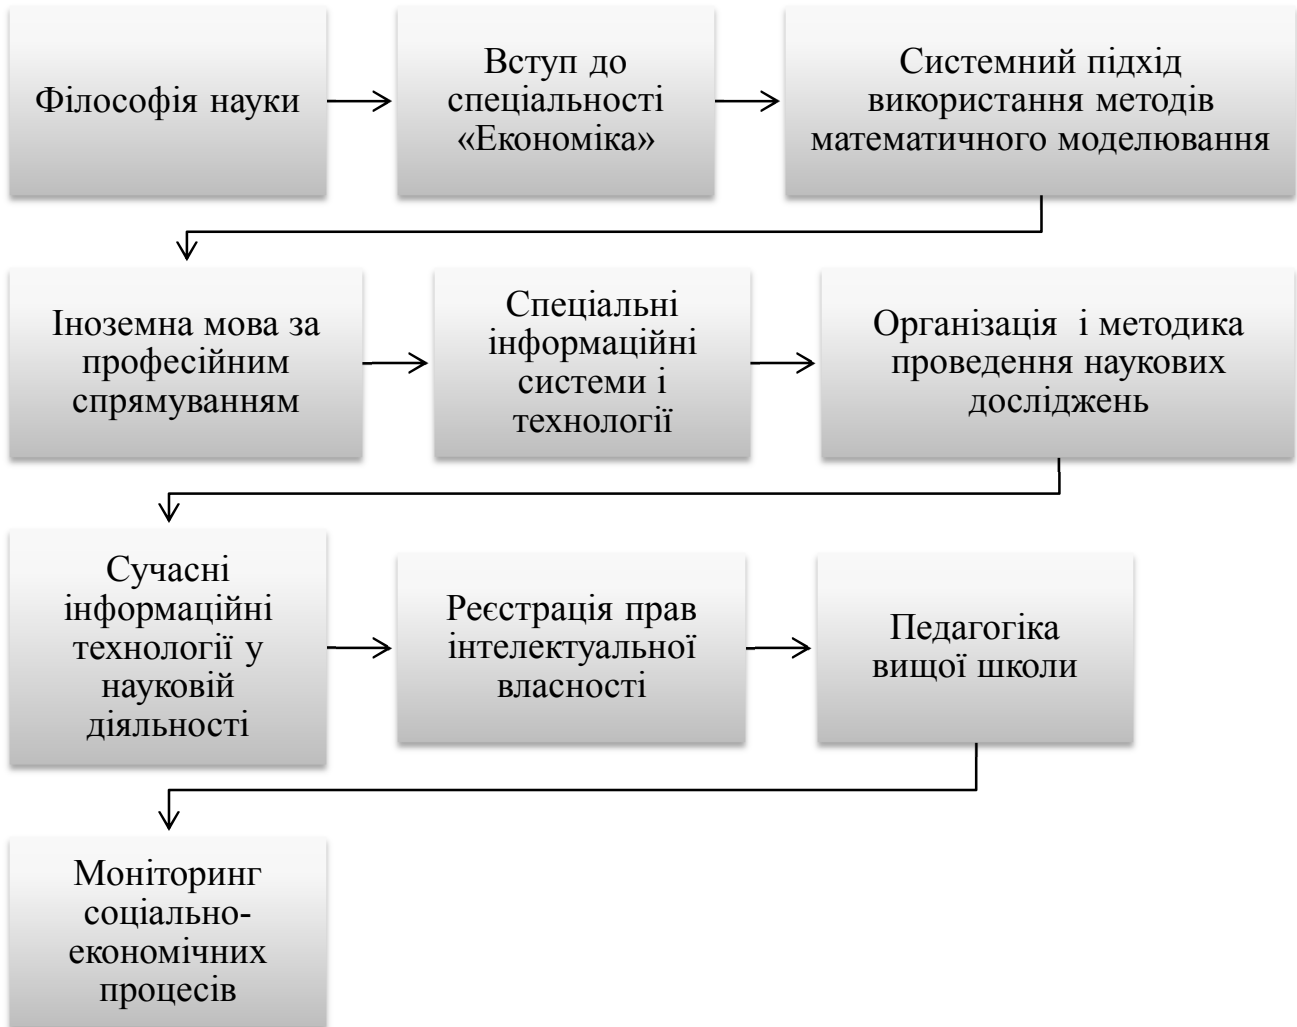 Філософія науки
Вступ до
спеціальності
«Економіка»
Системний підхід
використання методів
математичного моделювання
Іноземна мова за
професійним
спрямуванням
Спеціальні
інформаційні
системи і
технології
Організація і методика
проведення наукових
досліджень
Сучасні
інформаційні
технології у
науковій
діяльності
Реєстрація прав
інтелектуальної
власності
Педагогіка
вищої школи
Моніторинг
соціально-
економічних
процесів